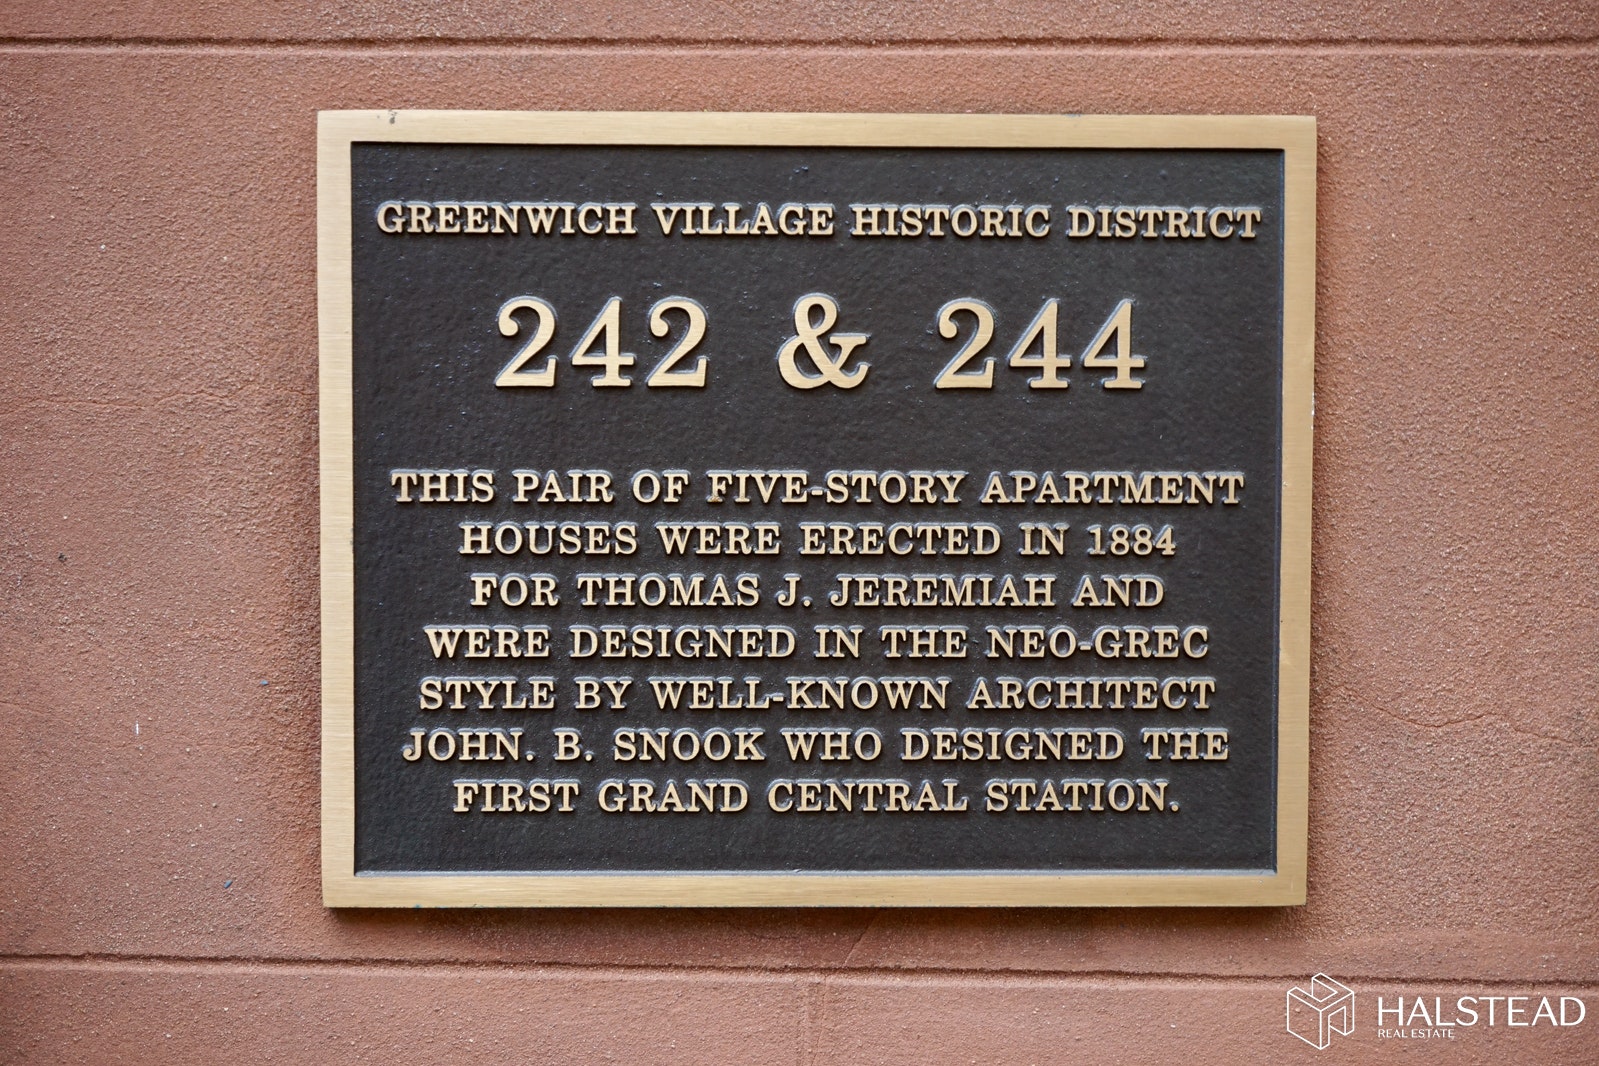 GREENWICH VILLAGE HISTORIC DISTRICT
242 & 244
THIS PAIR OF FIVE-STORY APARTMENT
HOUSES WERE ERECTED IN 1884
FOR THOMAS J. JEREMIAH AND
WERE DESIGNED IN THE NEO-GREC
STYLE BY WELL-KNOWN ARCHITECT
JOHN. B. SNOOK WHO DESIGNED THE
FIRST GRAND CENTRAL STATION.
HALSTEAD
REAL ESTATE